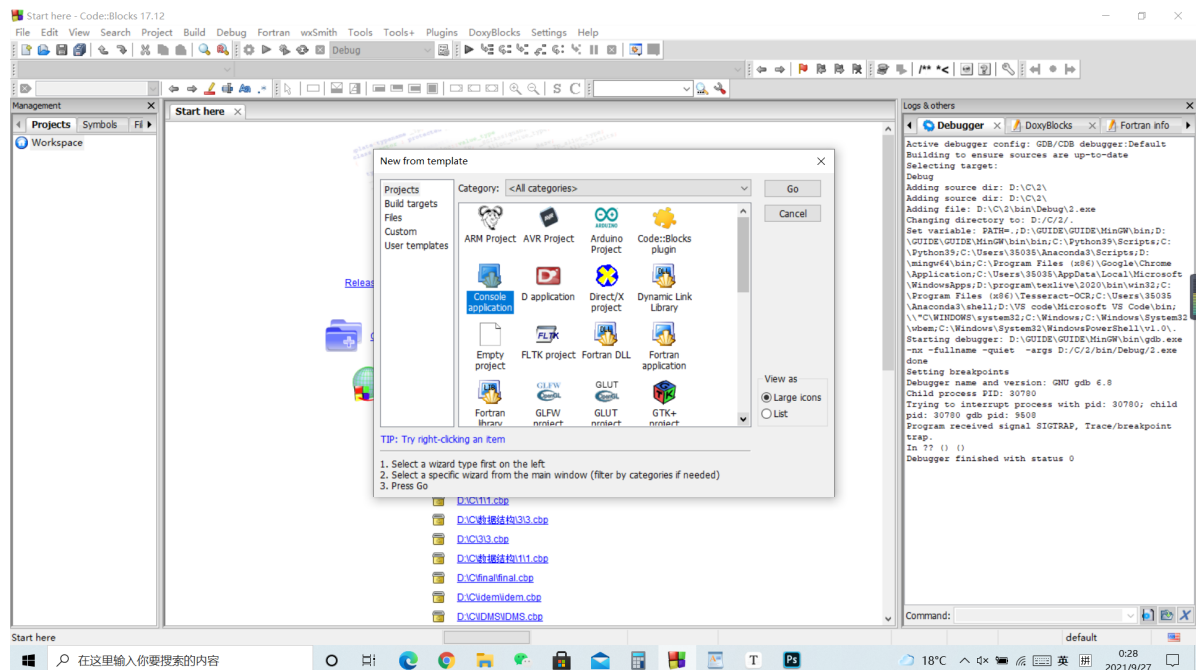 Start here - Code::Blocks 17.12
File Edit View Search Project Build Debug Fortran wxSmith Tools Tools+ Plugins DoxyBlocks Settings Help
Debug
/** *<
S C
Management
Projects Symbols Fil
Workspace
Start here
Releas
New from template
Projects
Build targets
Files
Custom
User templates
Category: <All categories>
Go
Cancel
ARM Project AVR Project Arduino Project Code::Blocks plugin
Console application D application Direct/X project Dynamic Link Library
Empty project FLTK project Fortran DLL Fortran application
Fortran library GLFW project GLUT project GTK+ project
View as
Large icons
List
TIP: Try right-clicking an item
1. Select a wizard type first on the left
2. Select a specific wizard from the main window (filter by categories if needed)
3. Press Go
D:\C\1\1.cbp
D:\C\数据结构\3\3.cbp
D:\C\3\3.cbp
D:\C\数据结构\1\1.cbp
D:\C\final\final.cbp
D:\C\idem\idem.cbp
D:\C\IDMS\IDMS.cbp
Logs & others
Debugger DoxyBlocks Fortran info
Active debugger config: GDB/CDB debugger:Default
Building to ensure sources are up-to-date
Selecting target:
Debug
Adding source dir: D:\C\2\
Adding source dir: D:\C\2\
Adding file: D:\C\2\bin\Debug\2.exe
Changing directory to: D:/C/2/.
Set variable: PATH=.;D:\GUIDE\GUIDE\MinGW\bin;D:
\GUIDE\GUIDE\MinGW\bin\bin;C:\Python39\Scripts;C:
\Python39;C:\Users\35035\Anaconda3\Scripts;D:
\mingw64\bin;C:\Program Files (x86)\Google\Chrome
\Application;C:\Users\35035\AppData\Local\Microsoft
\WindowsApps;D:\program\texlive\2020\bin\win32;C:
\Program Files (x86)\Tesseract-OCR;C:\Users\35035
\Anaconda3\shell;D:\VS code\Microsoft VS Code\bin;
\\"C\WINDOWS\system32;C:\Windows;C:\Windows\System32
\wbem;C:\Windows\System32\WindowsPowerShell\v1.0\.
Starting debugger: D:\GUIDE\GUIDE\MinGW\bin\gdb.exe
-nx -fullname -quiet -args D:/C/2/bin/Debug/2.exe
done
Setting breakpoints
Debugger name and version: GNU gdb 6.8
Child process PID: 30780
Trying to interrupt process with pid: 30780; child
pid: 30780 gdb pid: 9508
Program received signal SIGTRAP, Trace/breakpoint
trap.
In ?? () ()
Debugger finished with status 0
Command:
Start here
default
在这里输入你要搜索的内容
18°C
英
拼
0:28
2021/9/27